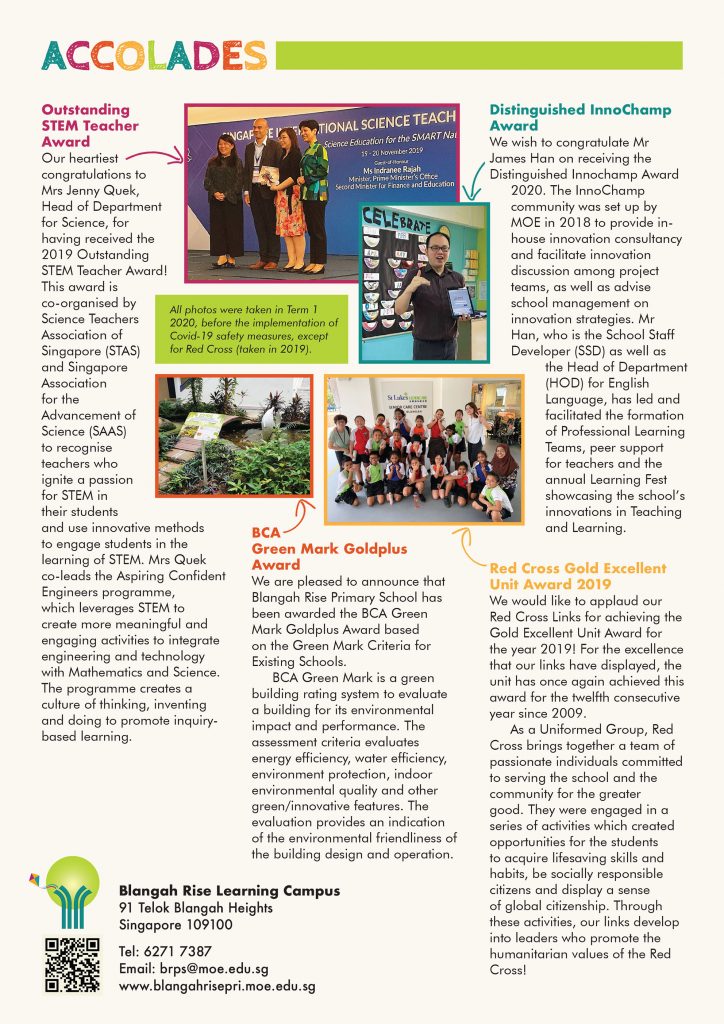 ACCOLADES
Outstanding
STEM Teacher
Award
Our heartiest
congratulations to
Mrs Jenny Quek,
Head of Department
for Science, for
having received the
2019 Outstanding
STEM Teacher Award!
This award is
co-organised by
Science Teachers
Association of
Singapore (STAS)
and Singapore
Association
for the
Advancement of
Science (SAAS)
to recognise
teachers who
ignite a passion
for STEM in
their students
and use innovative methods
to engage students in the
learning of STEM. Mrs Quek
co-leads the Aspiring Confident
Engineers programme,
which leverages STEM to
create more meaningful and
engaging activities to integrate
engineering and technology
with Mathematics and Science.
The programme creates a
culture of thinking, inventing
and doing to promote inquiry-
based learning.
SCIENCE TEACH
Science Education for the SMART Nat
19 - 20 November 2019
Guest-of-Honour
Ms Indranee Rajah
Minister, Prime Minister's Office
Second Minister for Finance and Education
CELEBRATE
All photos were taken in Term 1
2020, before the implementation of
Covid-19 safety measures, except
for Red Cross (taken in 2019).
St Luke's
SENIOR CARE CENTRE
BCA
Green Mark Goldplus
Award
We are pleased to announce that
Blangah Rise Primary School has
been awarded the BCA Green
Mark Goldplus Award based
on the Green Mark Criteria for
Existing Schools.
BCA Green Mark is a green
building rating system to evaluate
a building for its environmental
impact and performance. The
assessment criteria evaluates
energy efficiency, water efficiency,
environment protection, indoor
environmental quality and other
green/innovative features. The
evaluation provides an indication
of the environmental friendliness of
the building design and operation.
Distinguished InnoChamp
Award
We wish to congratulate Mr
James Han on receiving the
Distinguished Innochamp Award
2020. The InnoChamp
community was set up by
MOE in 2018 to provide in-
house innovation consultancy
and facilitate innovation
discussion among project
teams, as well as advise
school management on
innovation strategies. Mr
Han, who is the School Staff
Developer (SSD) as well as
the Head of Department
(HOD) for English
Language, has led and
facilitated the formation
of Professional Learning
Teams, peer support
for teachers and the
annual Learning Fest
showcasing the school's
innovations in Teaching
and Learning.
Red Cross Gold Excellent
Unit Award 2019
We would like to applaud our
Red Cross Links for achieving the
Gold Excellent Unit Award for
the year 2019! For the excellence
that our links have displayed, the
unit has once again achieved this
award for the twelfth consecutive
year since 2009.
As a Uniformed Group, Red
Cross brings together a team of
passionate individuals committed
to serving the school and the
community for the greater
good. They were engaged in a
series of activities which created
opportunities for the students
to acquire lifesaving skills and
habits, be socially responsible
citizens and display a sense
of global citizenship. Through
these activities, our links develop
into leaders who promote the
humanitarian values of the Red
Cross!
Blangah Rise Learning Campus
91 Telok Blangah Heights
Singapore 109100
Tel: 6271 7387
Email: brps@moe.edu.sg
www.blangahrisepri.moe.edu.sg